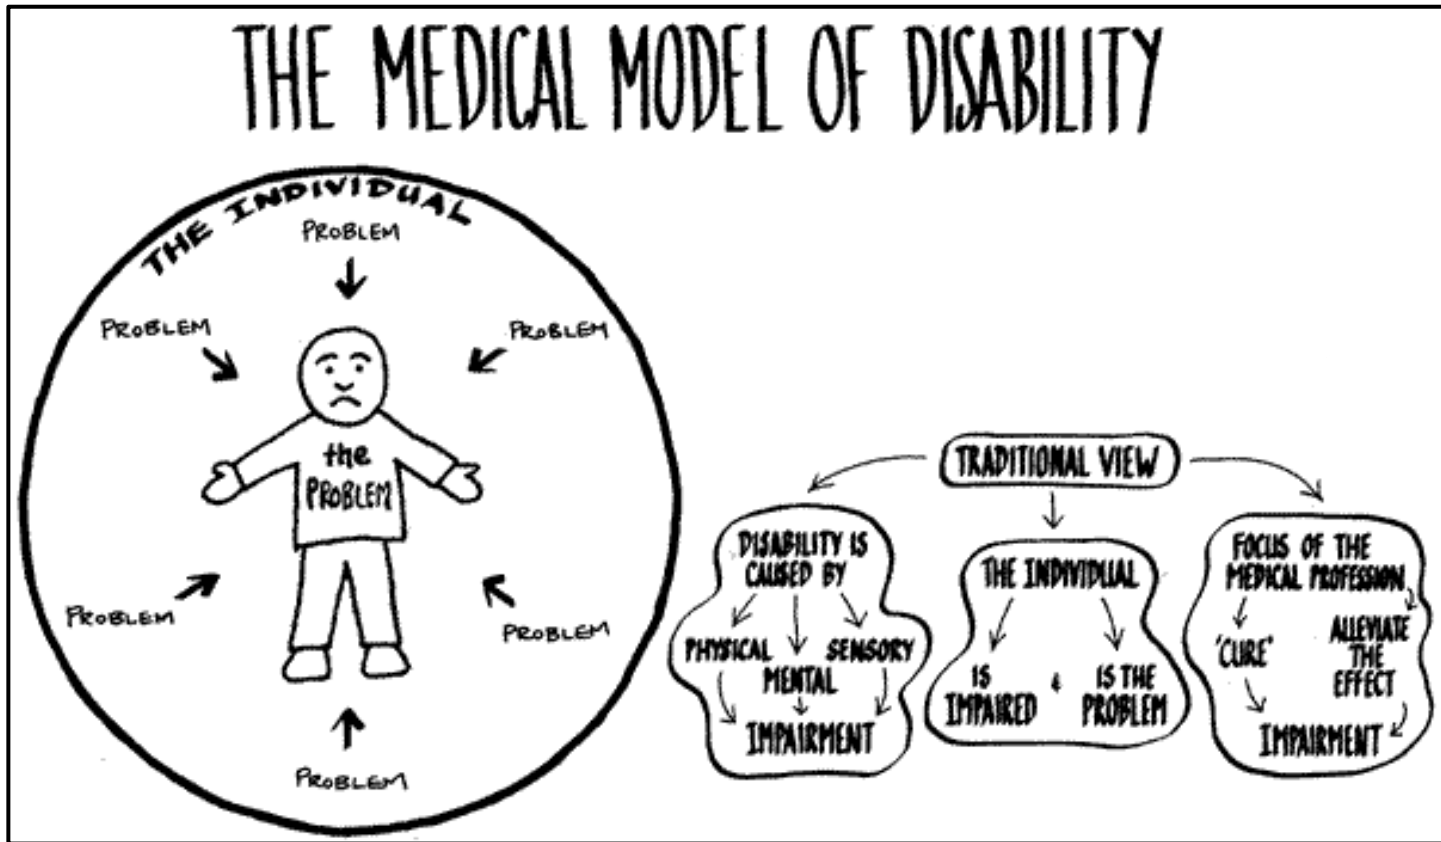 THE MEDICAL MODEL OF DISABILITY
THE INDIVIDUAL
PROBLEM
PROBLEM
PROBLEM
the
PROBLEM
PROBLEM
PROBLEM
PROBLEM
TRADITIONAL VIEW
DISABILITY IS
CAUSED BY
PHYSICAL
SENSORY
MENTAL
IMPAIRMENT
THE INDIVIDUAL
IS
IMPAIRED
&
IS THE
PROBLEM
FOCUS OF THE
MEDICAL PROFESSION
'CURE'
ALLEVIATE
THE
EFFECT
IMPAIRMENT